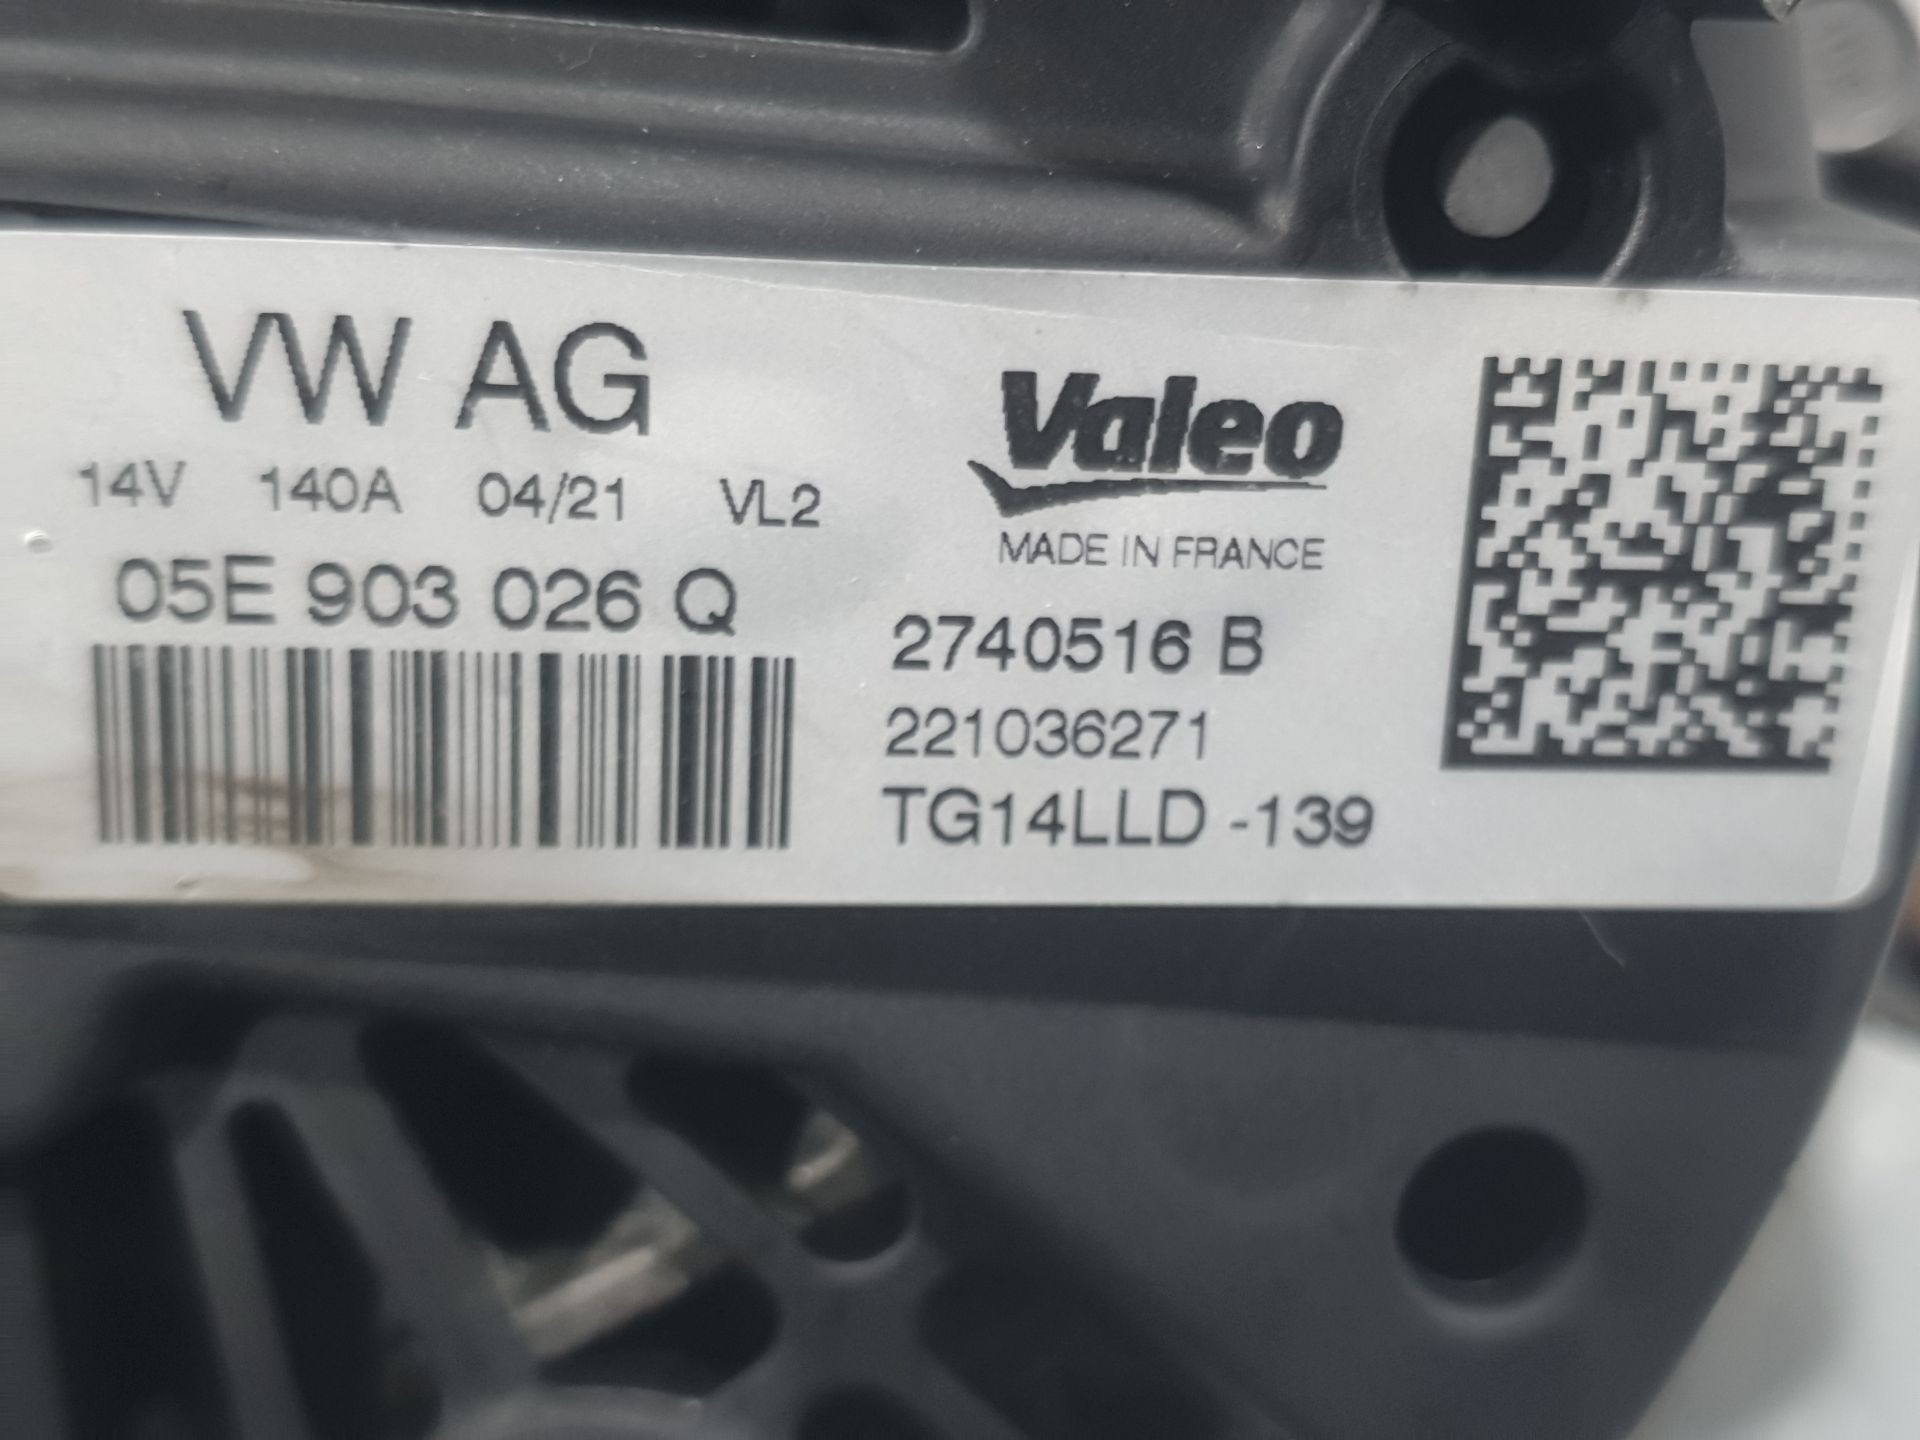 VW AG
14V 140A 04/21 VL2
05E 903 026 Q
Valeo
MADE IN FRANCE
2740516 B
221036271
TG14LLD -139